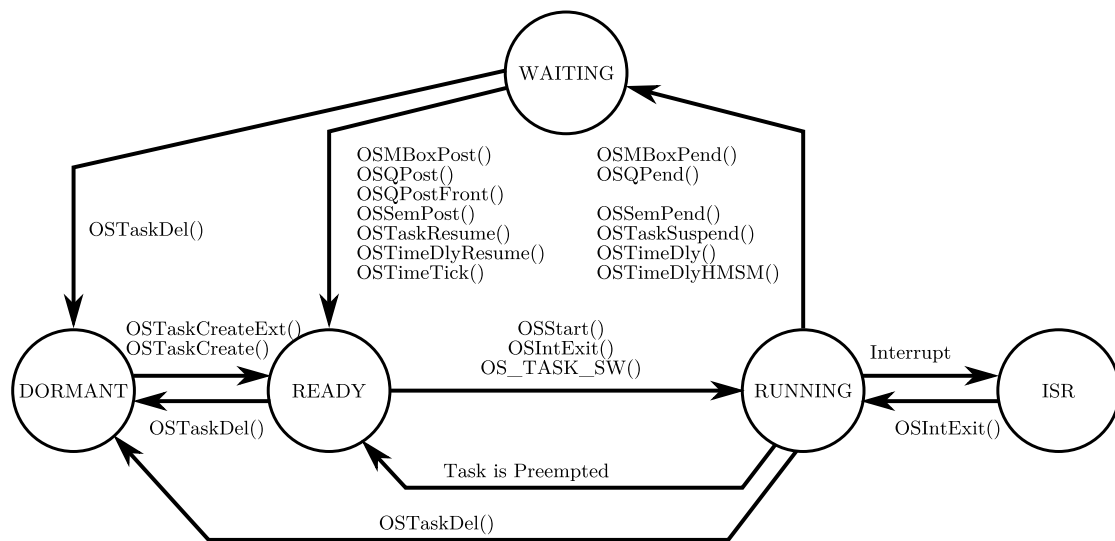 WAITING
OSMBoxPost()
OSQPost()
OSQPostFront()
OSSemPost()
OSTaskResume()
OSTimeDlyResume()
OSTimeTick()
OSMBoxPend()
OSQPend()
OSSemPend()
OSTaskSuspend()
OSTimeDly()
OSTimeDlyHMSM()
OSTaskDel()
OSTaskCreateExt()
OSTaskCreate()
OSStart()
OSIntExit()
OS_TASK_SW()
Interrupt
DORMANT
READY
RUNNING
ISR
OSTaskDel()
OSIntExit()
Task is Preempted
OSTaskDel()